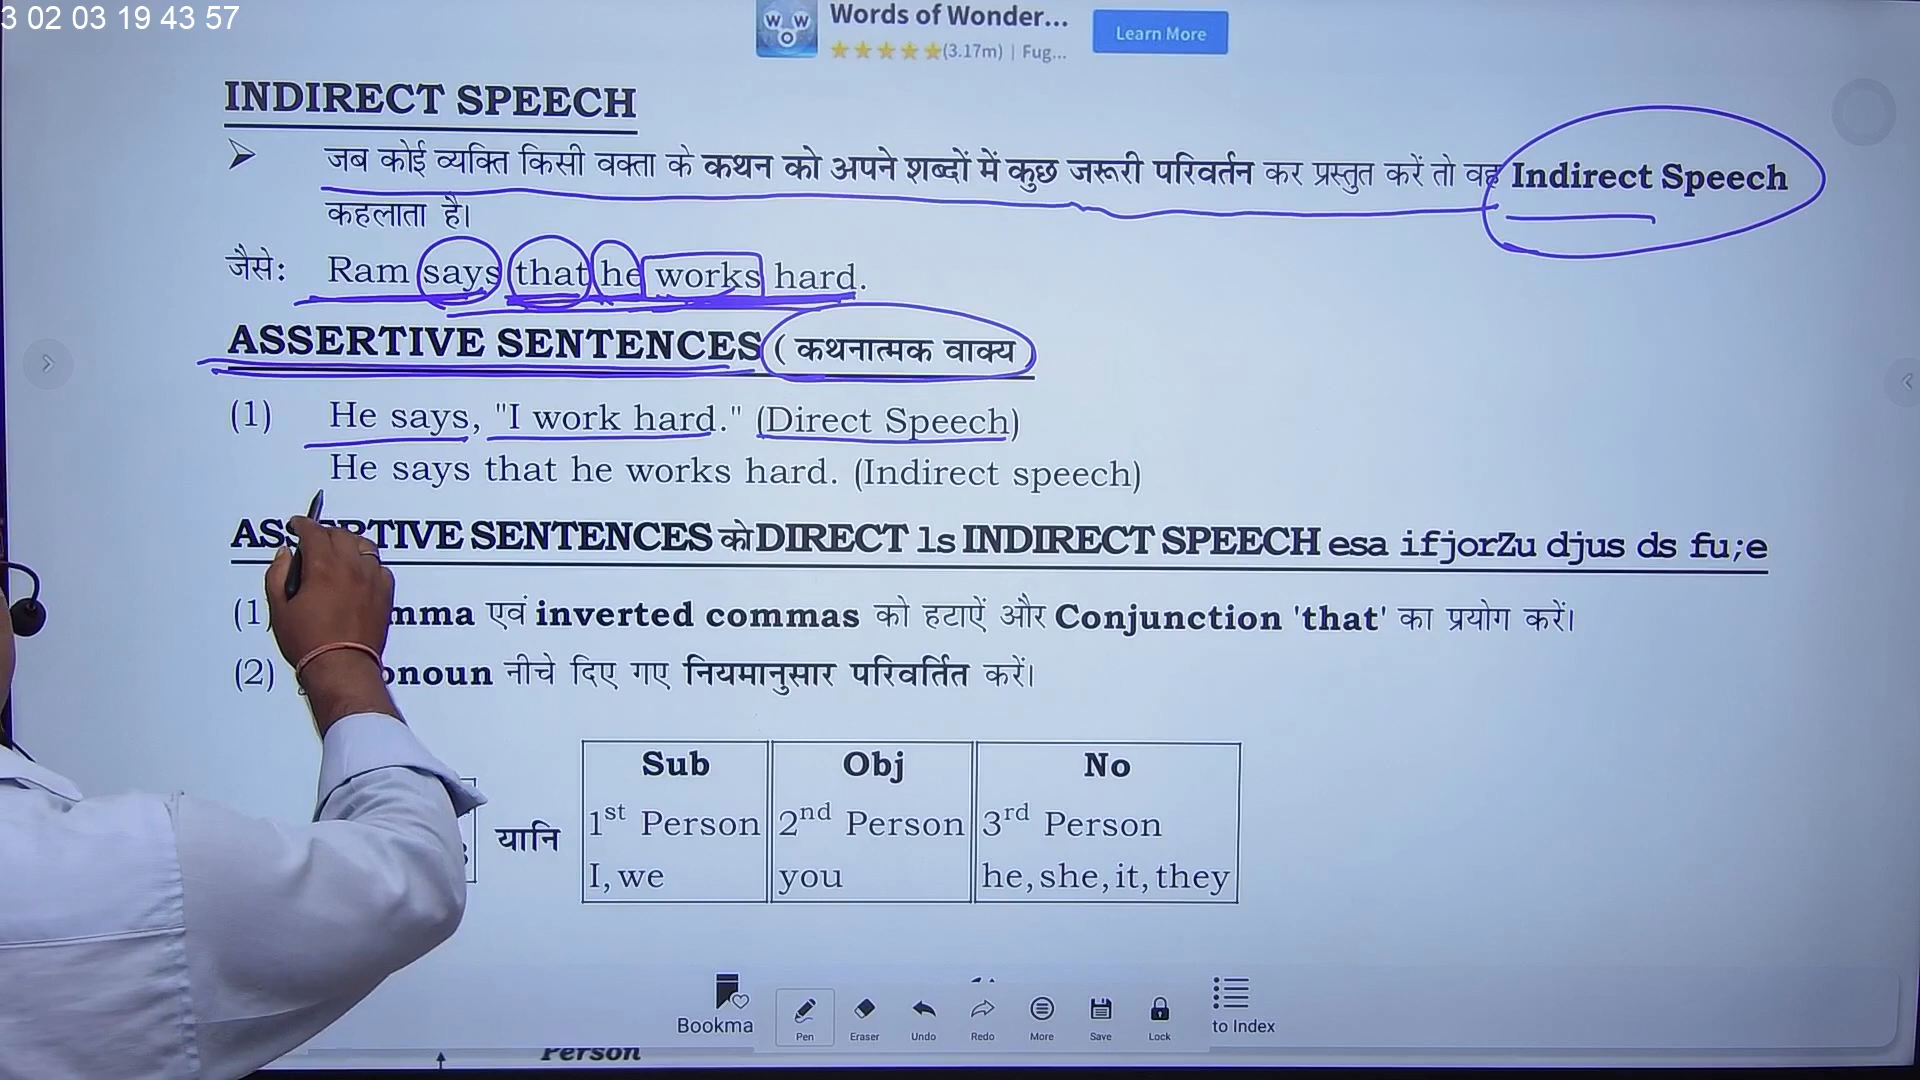 3 02 03 19 43 57
Words of Wonder...
(3.17m) | Fug...
Learn More
W W O
INDIRECT SPEECH
➢ जब कोई व्यक्ति किसी वक्ता के कथन को अपने शब्दों में कुछ जरूरी परिवर्तन कर प्रस्तुत करें तो वह Indirect Speech
कहलाता है।
जैसे: Ram says that he works hard.
ASSERTIVE SENTENCES ( कथनात्मक वाक्य )
(1) He says, "I work hard." (Direct Speech)
He says that he works hard. (Indirect speech)
SENTENCES को DIRECT ls INDIRECT SPEECH esa ifjorZu djus ds fu;e
(1) एवं inverted commas को हटाऐं और Conjunction 'that' का प्रयोग करें।
(2) नीचे दिए गए नियमानुसार परिवर्तित करें।
यानि
Sub Obj No
1st Person 2nd Person 3rd Person
I, we you he, she, it, they
Bookma Pen Eraser Undo Redo More Save Lock to Index
Person